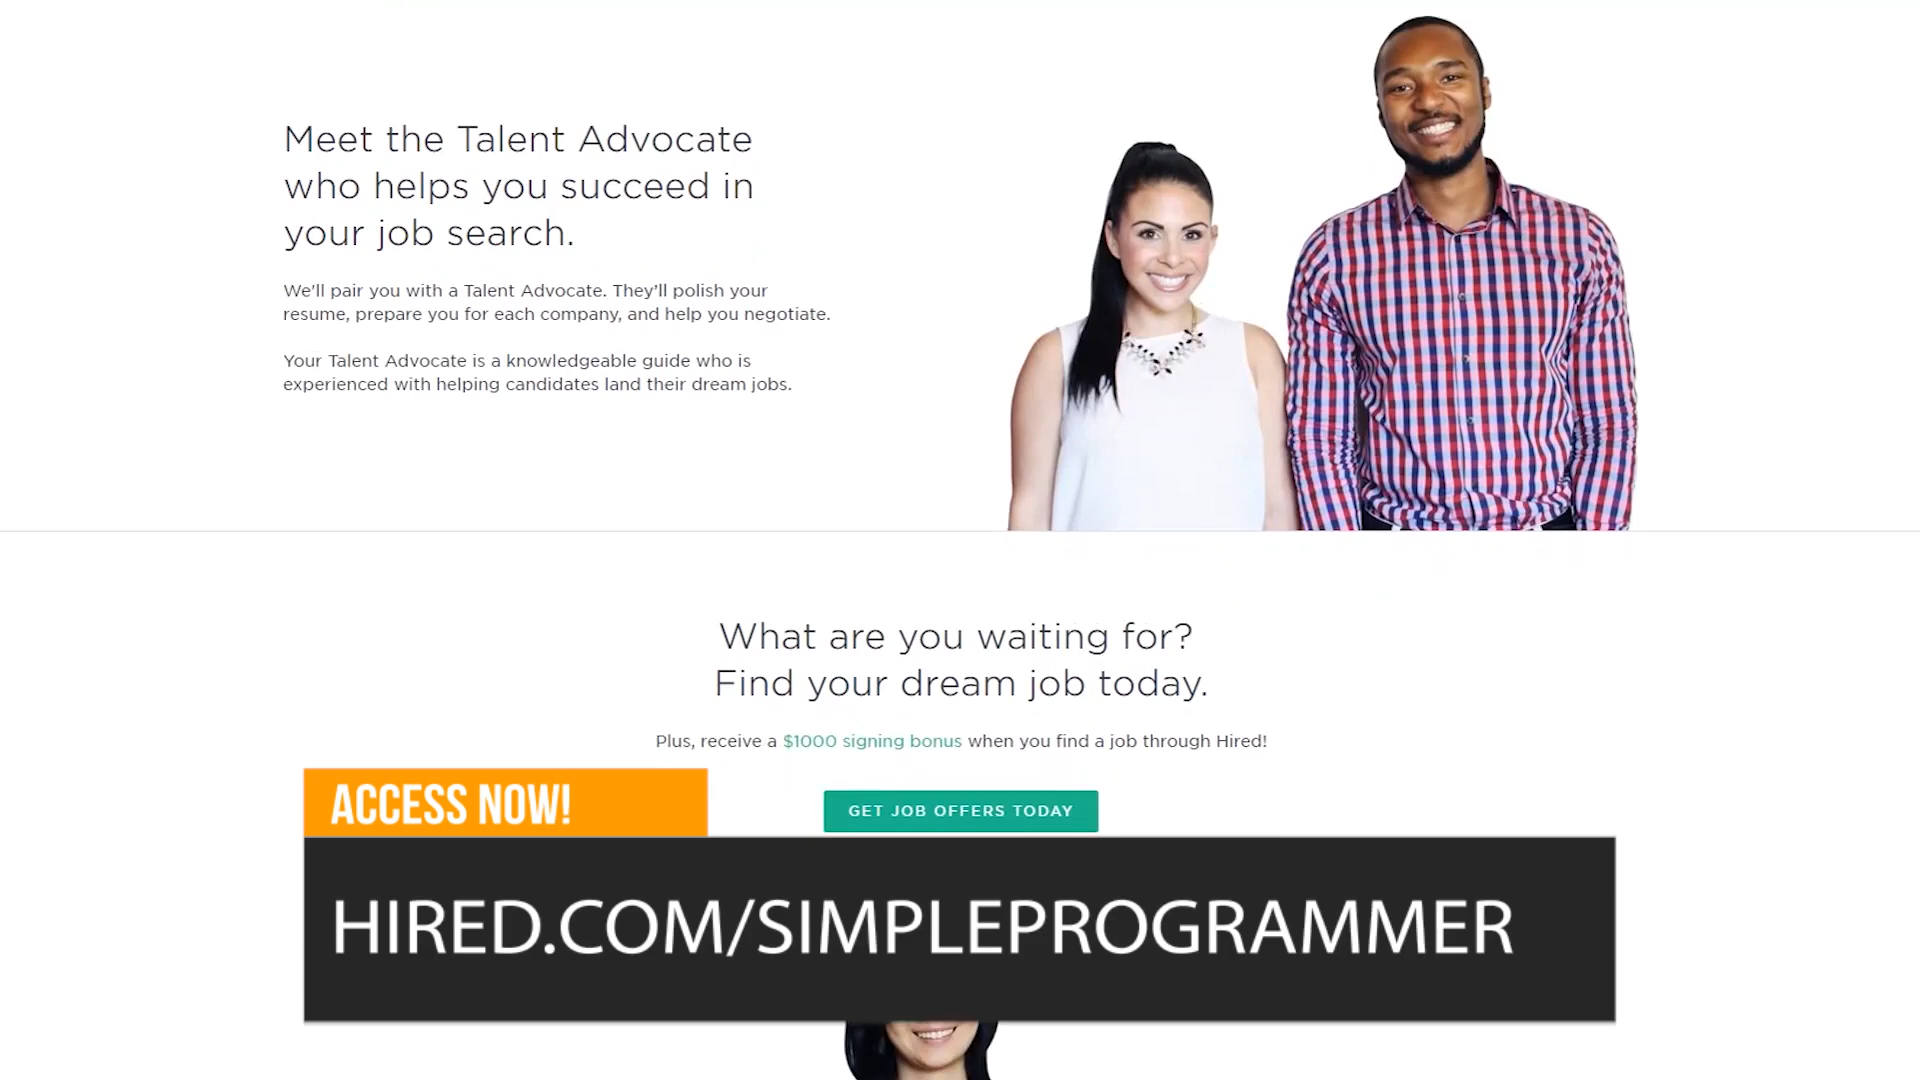 Meet the Talent Advocate
who helps you succeed in
your job search.
We'll pair you with a Talent Advocate. They'll polish your
resume, prepare you for each company, and help you negotiate.
Your Talent Advocate is a knowledgeable guide who is
experienced with helping candidates land their dream jobs.
What are you waiting for?
Find your dream job today.
Plus, receive a $1000 signing bonus when you find a job through Hired!
GET JOB OFFERS TODAY
ACCESS NOW!
HIRED.COM/SIMPLEPROGRAMMER